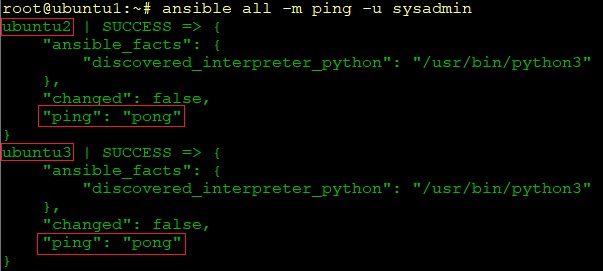 root@ubuntu1:~# ansible all -m ping -u sysadmin
ubuntu2 | SUCCESS => {
    "ansible_facts": {
        "discovered_interpreter_python": "/usr/bin/python3"
    },
    "changed": false,
    "ping": "pong"
}
ubuntu3 | SUCCESS => {
    "ansible_facts": {
        "discovered_interpreter_python": "/usr/bin/python3"
    },
    "changed": false,
    "ping": "pong"
}